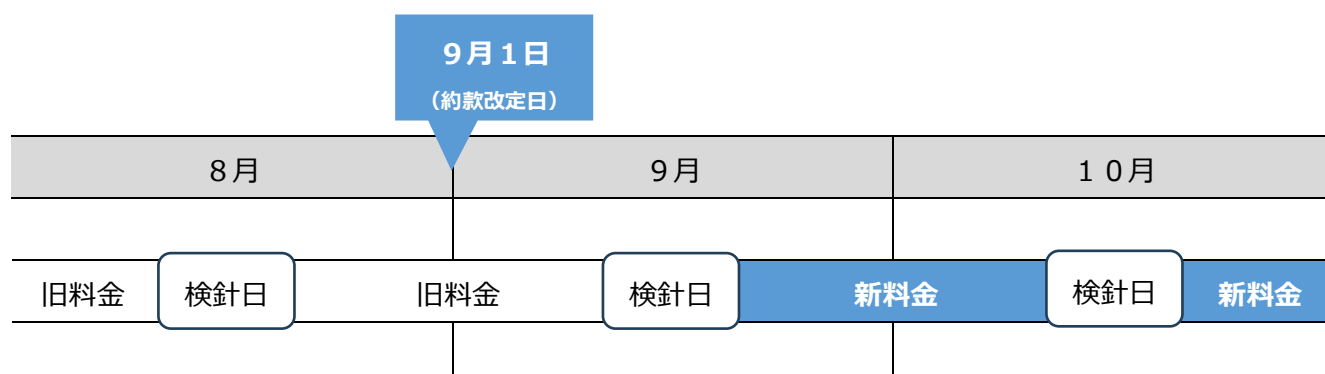 ９月１日
（約款改定日）
８月 ９月 １０月
旧料金 検針日 旧料金 検針日 新料金 検針日 新料金